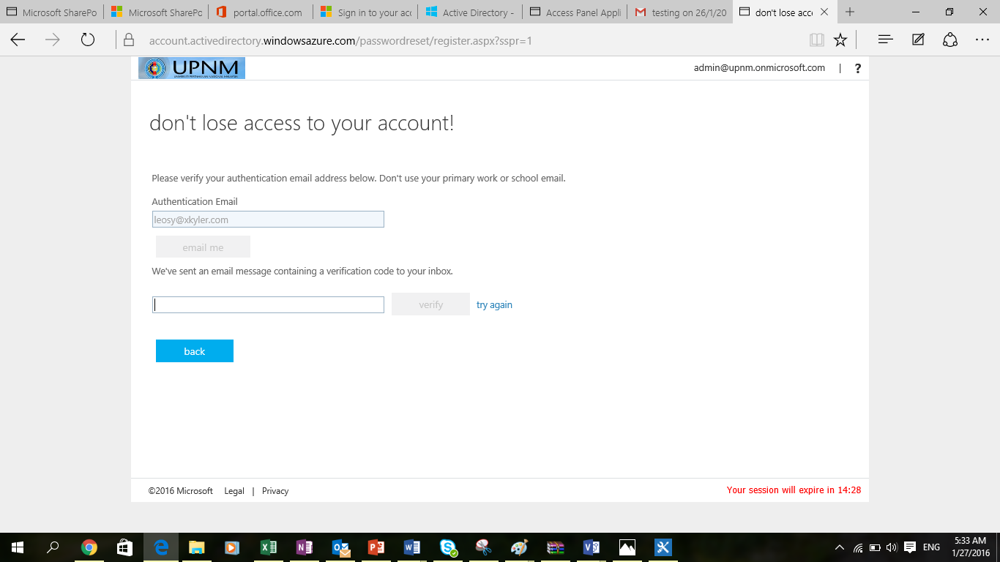 Microsoft SharePo
Microsoft SharePo
portal.office.com
Sign in to your acc
Active Directory -
Access Panel Appli
testing on 26/1/20
don't lose acce
account.activedirectory.windowsazure.com/passwordreset/register.aspx?sspr=1
UPNM
UNIVERSITI PERTAHANAN NASIONAL MALAYSIA
admin@upnm.onmicrosoft.com | ?
don't lose access to your account!
Please verify your authentication email address below. Don't use your primary work or school email.
Authentication Email
leosy@xkyler.com
email me
We've sent an email message containing a verification code to your inbox.
verify
try again
back
©2016 Microsoft Legal | Privacy
Your session will expire in 14:28
ENG
5:33 AM
1/27/2016